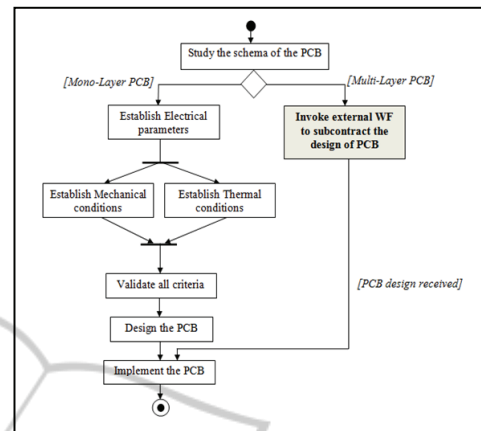 Study the schema of the PCB
[Mono-Layer PCB]
[Multi-Layer PCB]
Establish Electrical
parameters
Invoke external WF
to subcontract the
design of PCB
Establish Mechanical
conditions
Establish Thermal
conditions
Validate all criteria
[PCB design received]
Design the PCB
Implement the PCB